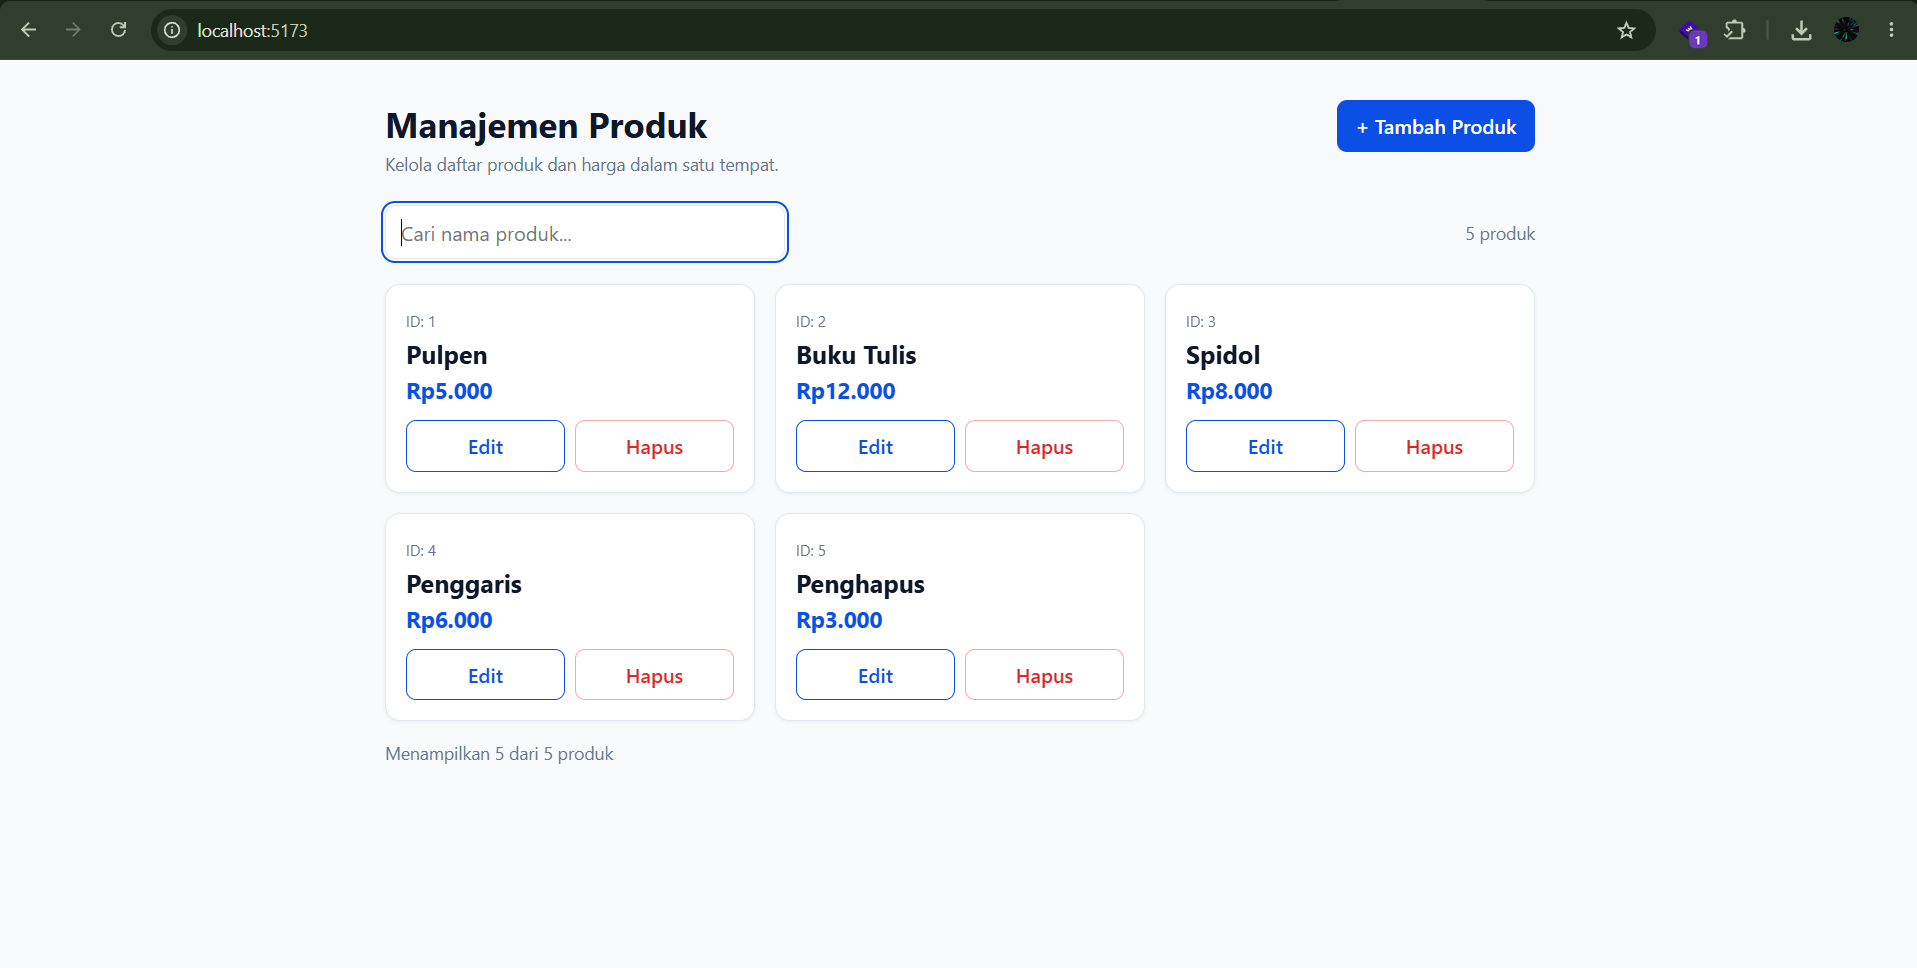 localhost:5173
1
Manajemen Produk
+ Tambah Produk
Kelola daftar produk dan harga dalam satu tempat.
Cari nama produk...
5 produk
ID: 1
Pulpen
Rp5.000
Edit
Hapus
ID: 2
Buku Tulis
Rp12.000
Edit
Hapus
ID: 3
Spidol
Rp8.000
Edit
Hapus
ID: 4
Penggaris
Rp6.000
Edit
Hapus
ID: 5
Penghapus
Rp3.000
Edit
Hapus
Menampilkan 5 dari 5 produk